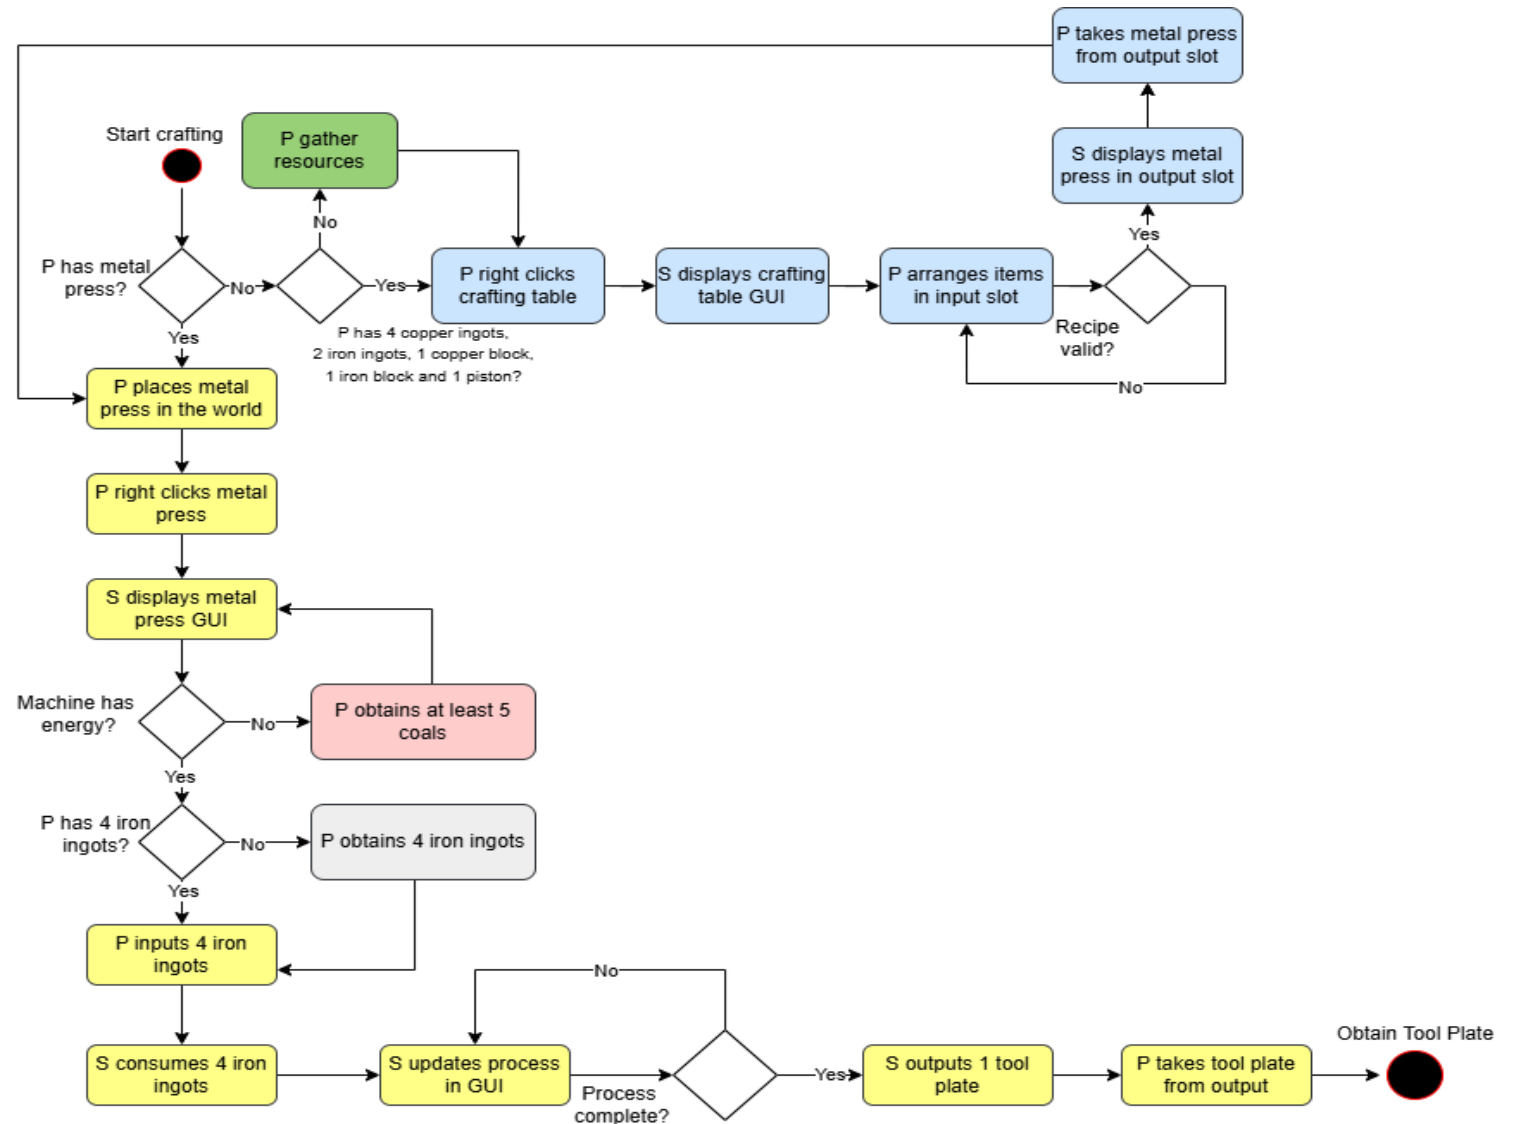 P takes metal press
from output slot
Start crafting
P gather
resources
S displays metal
press in output slot
No
Yes
P has metal
press?
No
Yes
P right clicks
crafting table
S displays crafting
table GUI
P arranges items
in input slot
Recipe
valid?
No
Yes
P has 4 copper ingots,
2 iron ingots, 1 copper block,
1 iron block and 1 piston?
P places metal
press in the world
P right clicks metal
press
S displays metal
press GUI
Machine has
energy?
No
P obtains at least 5
coals
Yes
P has 4 iron
ingots?
No
P obtains 4 iron ingots
Yes
P inputs 4 iron
ingots
No
S consumes 4 iron
ingots
S updates process
in GUI
Process
complete?
Yes
S outputs 1 tool
plate
P takes tool plate
from output
Obtain Tool Plate